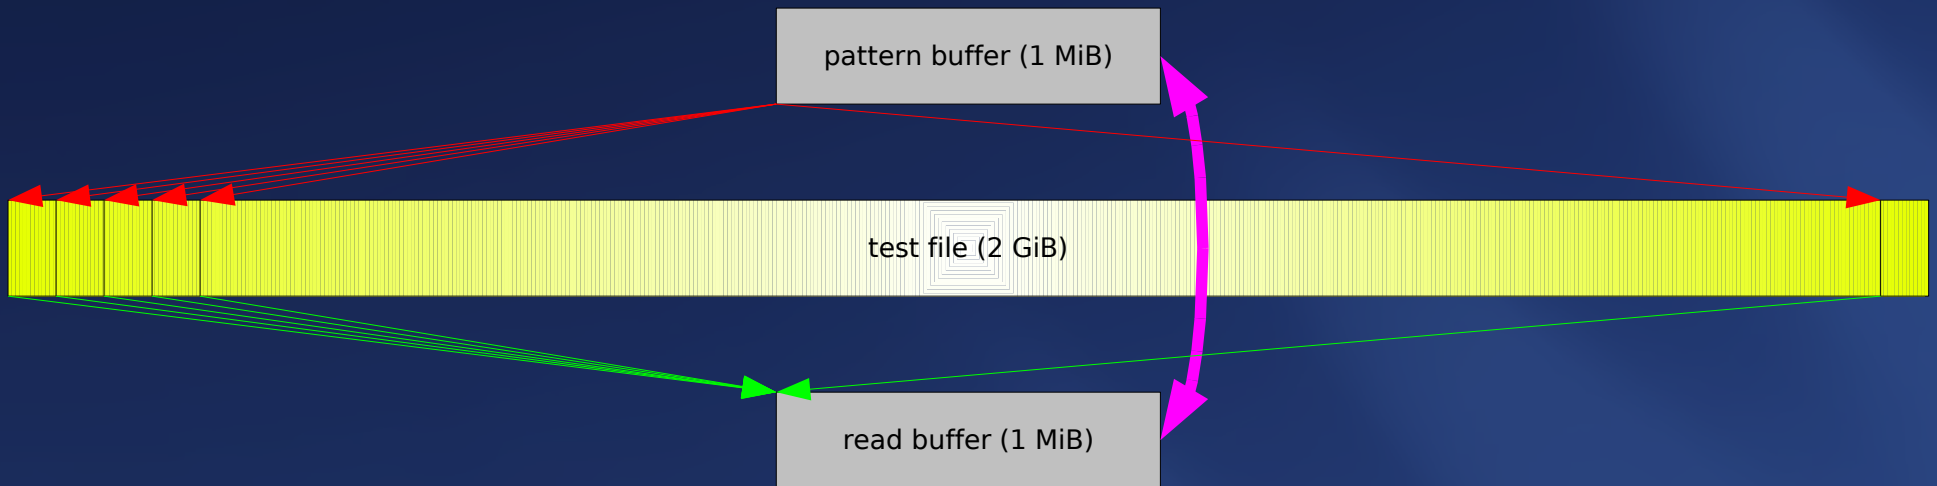 pattern buffer (1 MiB)
test file (2 GiB)
read buffer (1 MiB)